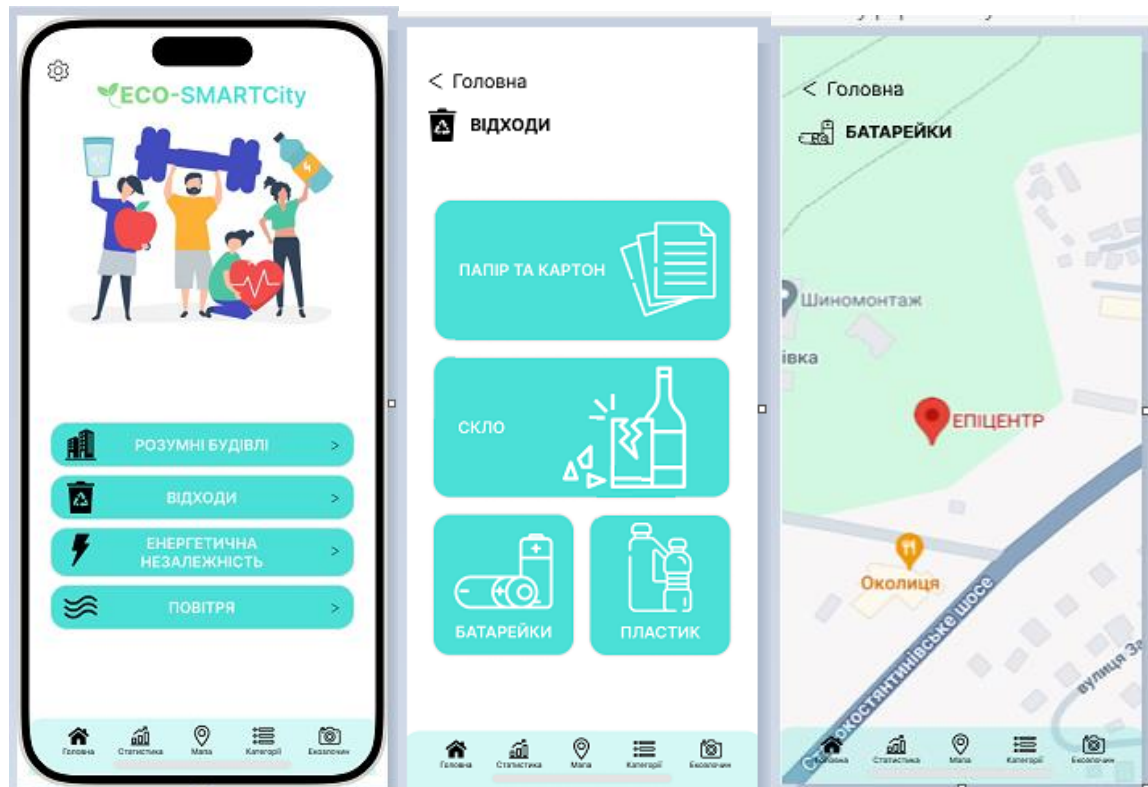 ECO-SMARTCity
РОЗУМНІ БУДІВЛІ >
ВІДХОДИ >
ЕНЕРГЕТИЧНА
НЕЗАЛЕЖНІСТЬ >
ПОВІТРЯ >
Головна Статистика Мапа Категорії Екозлочин
< Головна
ВІДХОДИ
ПАПІР ТА КАРТОН
СКЛО
БАТАРЕЙКИ
ПЛАСТИК
Головна Статистика Мапа Категорії Екозлочин
< Головна
БАТАРЕЙКИ
Шиномонтаж
івка
ЕПІЦЕНТР
Околиця
Старокостянтинівське шосе
вулиця За
Головна Статистика Мапа Категорії Екозлочин